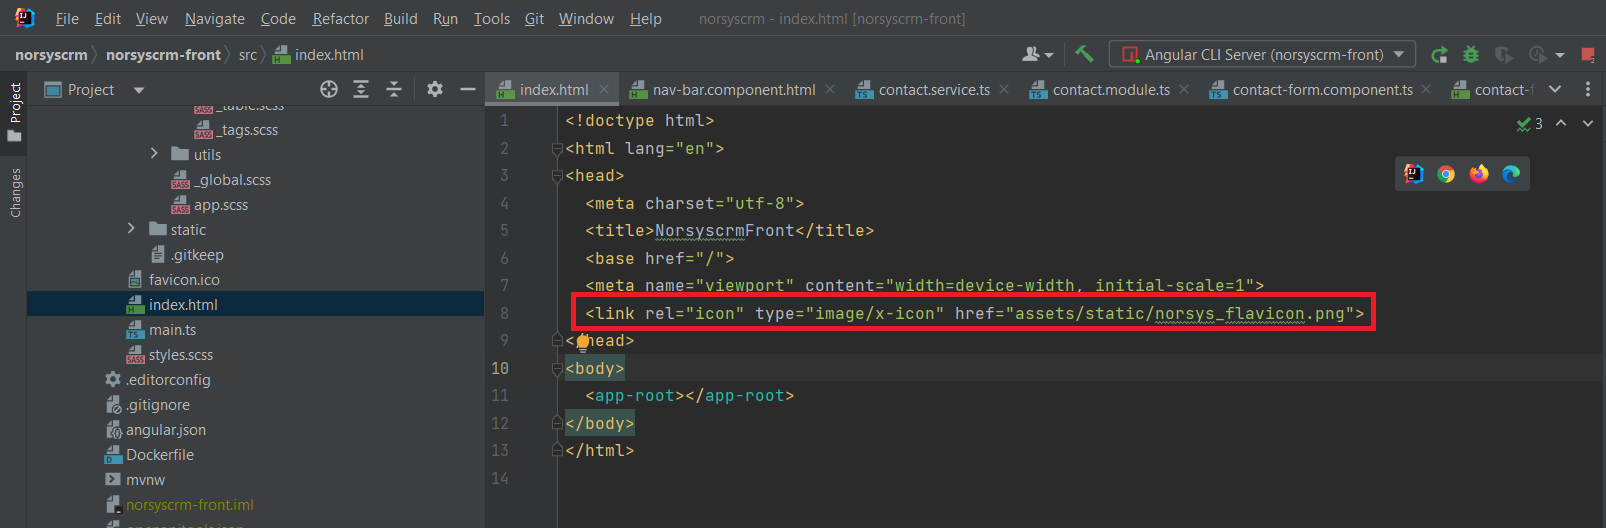 File Edit View Navigate Code Refactor Build Run Tools Git Window Help norsyscrm - index.html [norsyscrm-front]
norsyscrm norsyscrm-front src index.html Angular CLI Server (norsyscrm-front)
Project
Changes
Project
_table.scss
_tags.scss
utils
_global.scss
app.scss
static
.gitkeep
favicon.ico
index.html
main.ts
styles.scss
.editorconfig
.gitignore
angular.json
Dockerfile
mvnw
norsyscrm-front.iml
index.html nav-bar.component.html contact.service.ts contact.module.ts contact-form.component.ts contact-f
3
1 <!doctype html>
2 <html lang="en">
3 <head>
4 <meta charset="utf-8">
5 <title>NorsyscrmFront</title>
6 <base href="/">
7 <meta name="viewport" content="width=device-width, initial-scale=1">
8 <link rel="icon" type="image/x-icon" href="assets/static/norsys_flavicon.png">
9 </head>
10 <body>
11 <app-root></app-root>
12 </body>
13 </html>
14